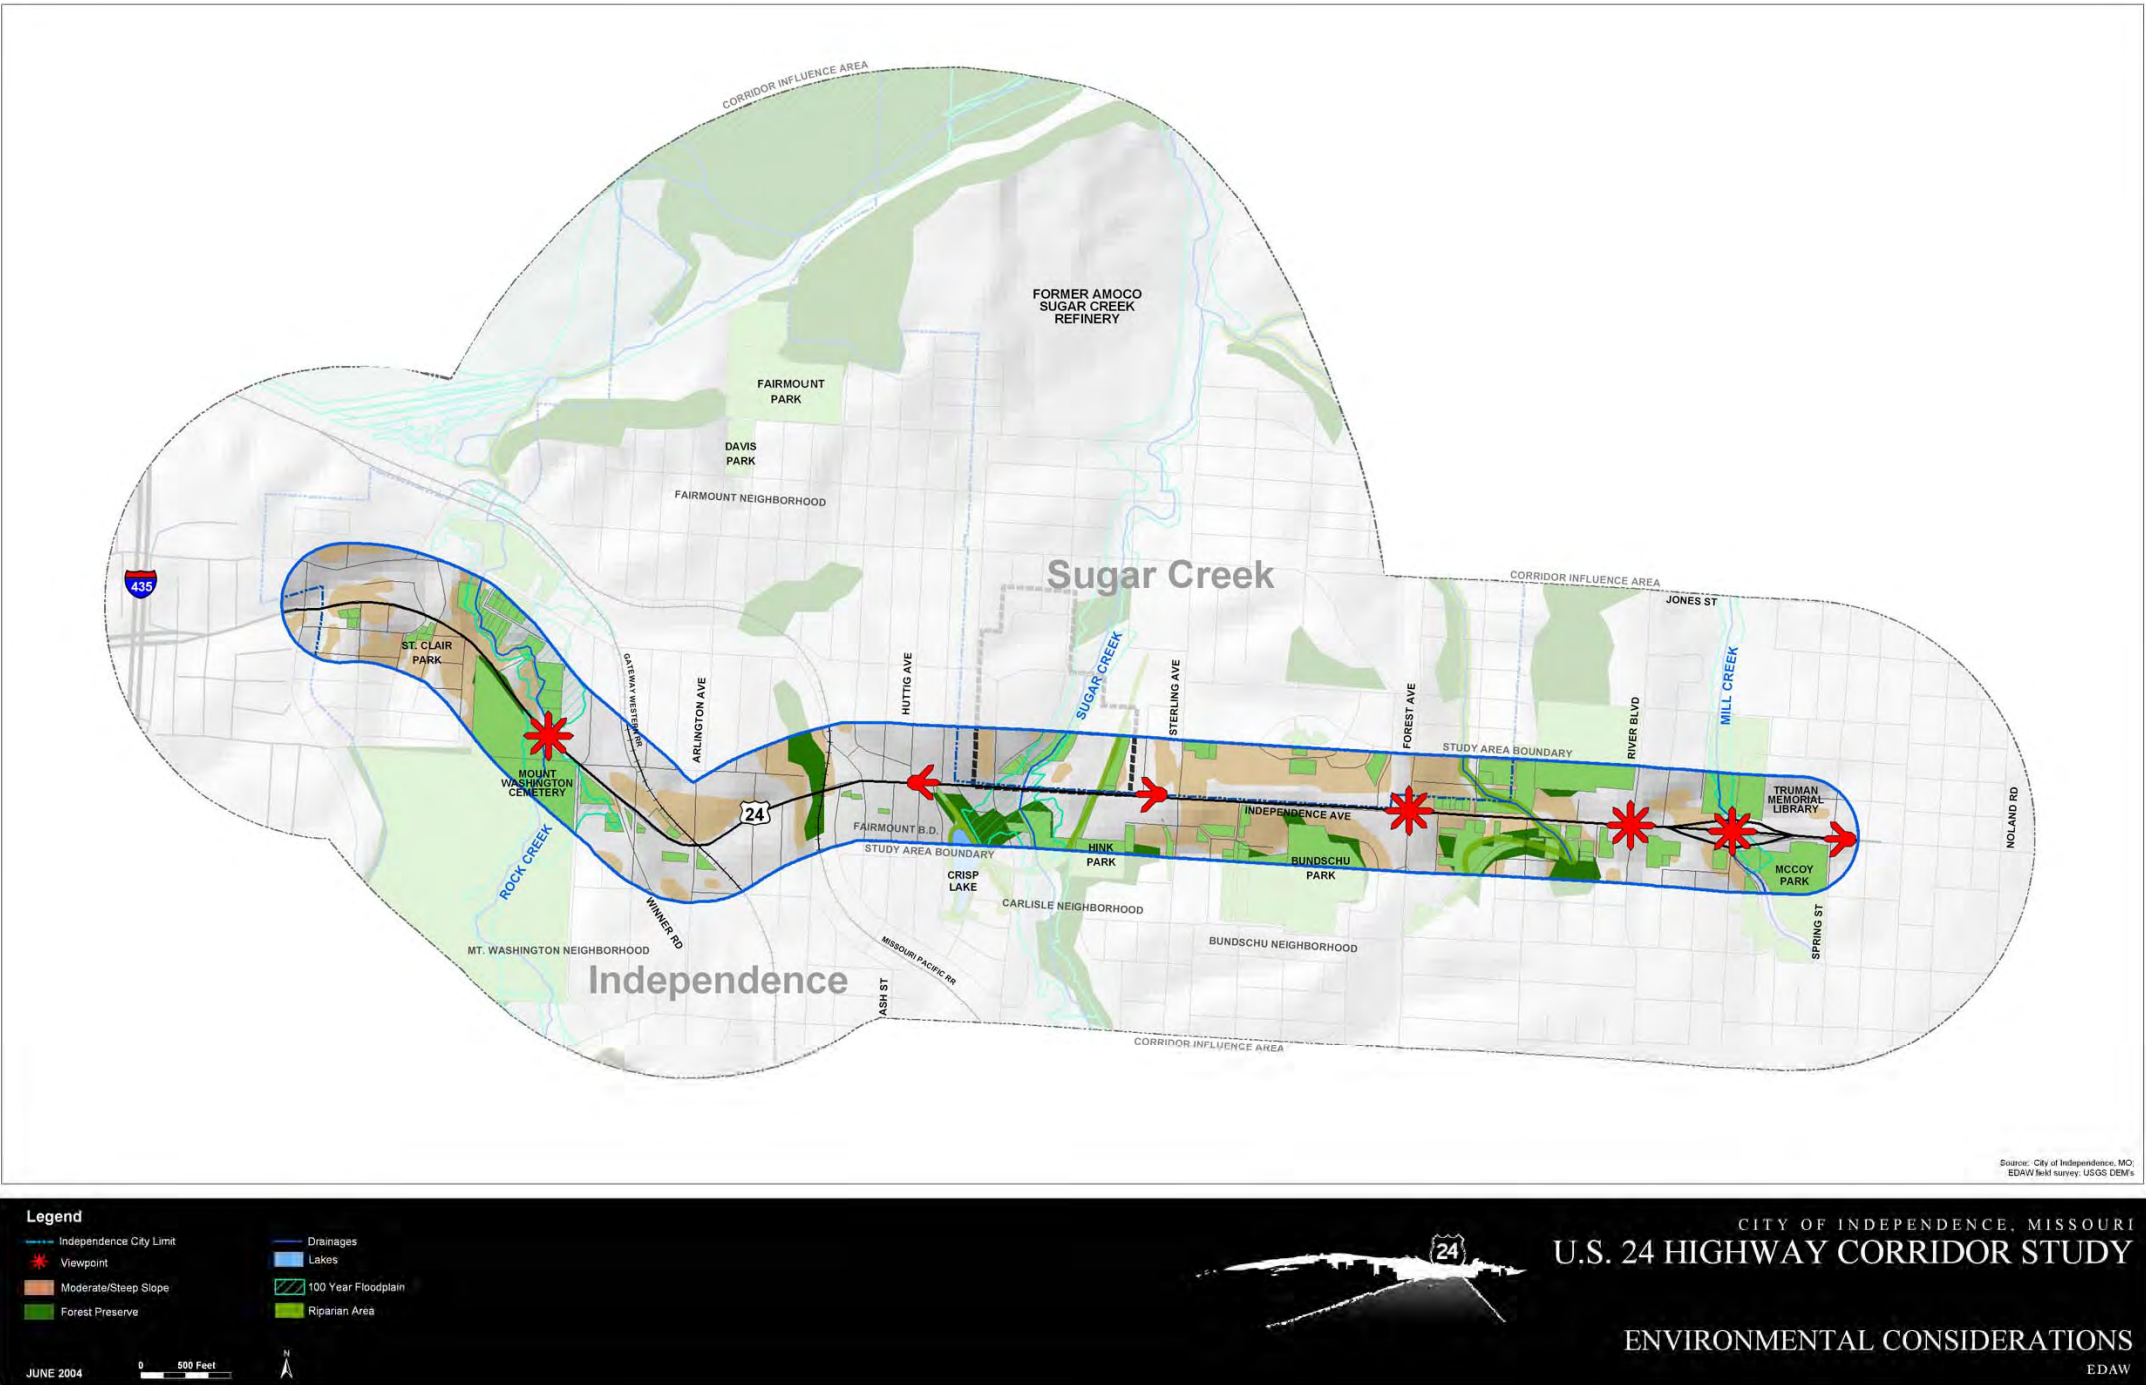 CORRIDOR INFLUENCE AREA
FORMER AMOCO
SUGAR CREEK
REFINERY
FAIRMOUNT
PARK
DAVIS
PARK
FAIRMOUNT NEIGHBORHOOD
435
Sugar Creek
CORRIDOR INFLUENCE AREA
JONES ST
ST. CLAIR
PARK
GATEWAY WESTERN RR
ARLINGTON AVE
HUTTIG AVE
SUGAR CREEK
STERLING AVE
FOREST AVE
STUDY AREA BOUNDARY
RIVER BLVD
MILL CREEK
MOUNT
WASHINGTON
CEMETERY
24
INDEPENDENCE AVE
TRUMAN
MEMORIAL
LIBRARY
NOLAND RD
FAIRMOUNT B.D.
STUDY AREA BOUNDARY
HINK
PARK
BUNDSCHU
PARK
MCCOY
PARK
ROCK CREEK
CRISP
LAKE
CARLISLE NEIGHBORHOOD
WINNER RD
SPRING ST
MT. WASHINGTON NEIGHBORHOOD
BUNDSCHU NEIGHBORHOOD
MISSOURI PACIFIC RR
Independence
ASH ST
CORRIDOR INFLUENCE AREA
Source: City of Independence, MO;
EDAW field survey; USGS DEM's
Legend
Independence City Limit
Viewpoint
Moderate/Steep Slope
Forest Preserve
Drainages
Lakes
100 Year Floodplain
Riparian Area
JUNE 2004
0 500 Feet
N
24
CITY OF INDEPENDENCE, MISSOURI
U.S. 24 HIGHWAY CORRIDOR STUDY
ENVIRONMENTAL CONSIDERATIONS
EDAW